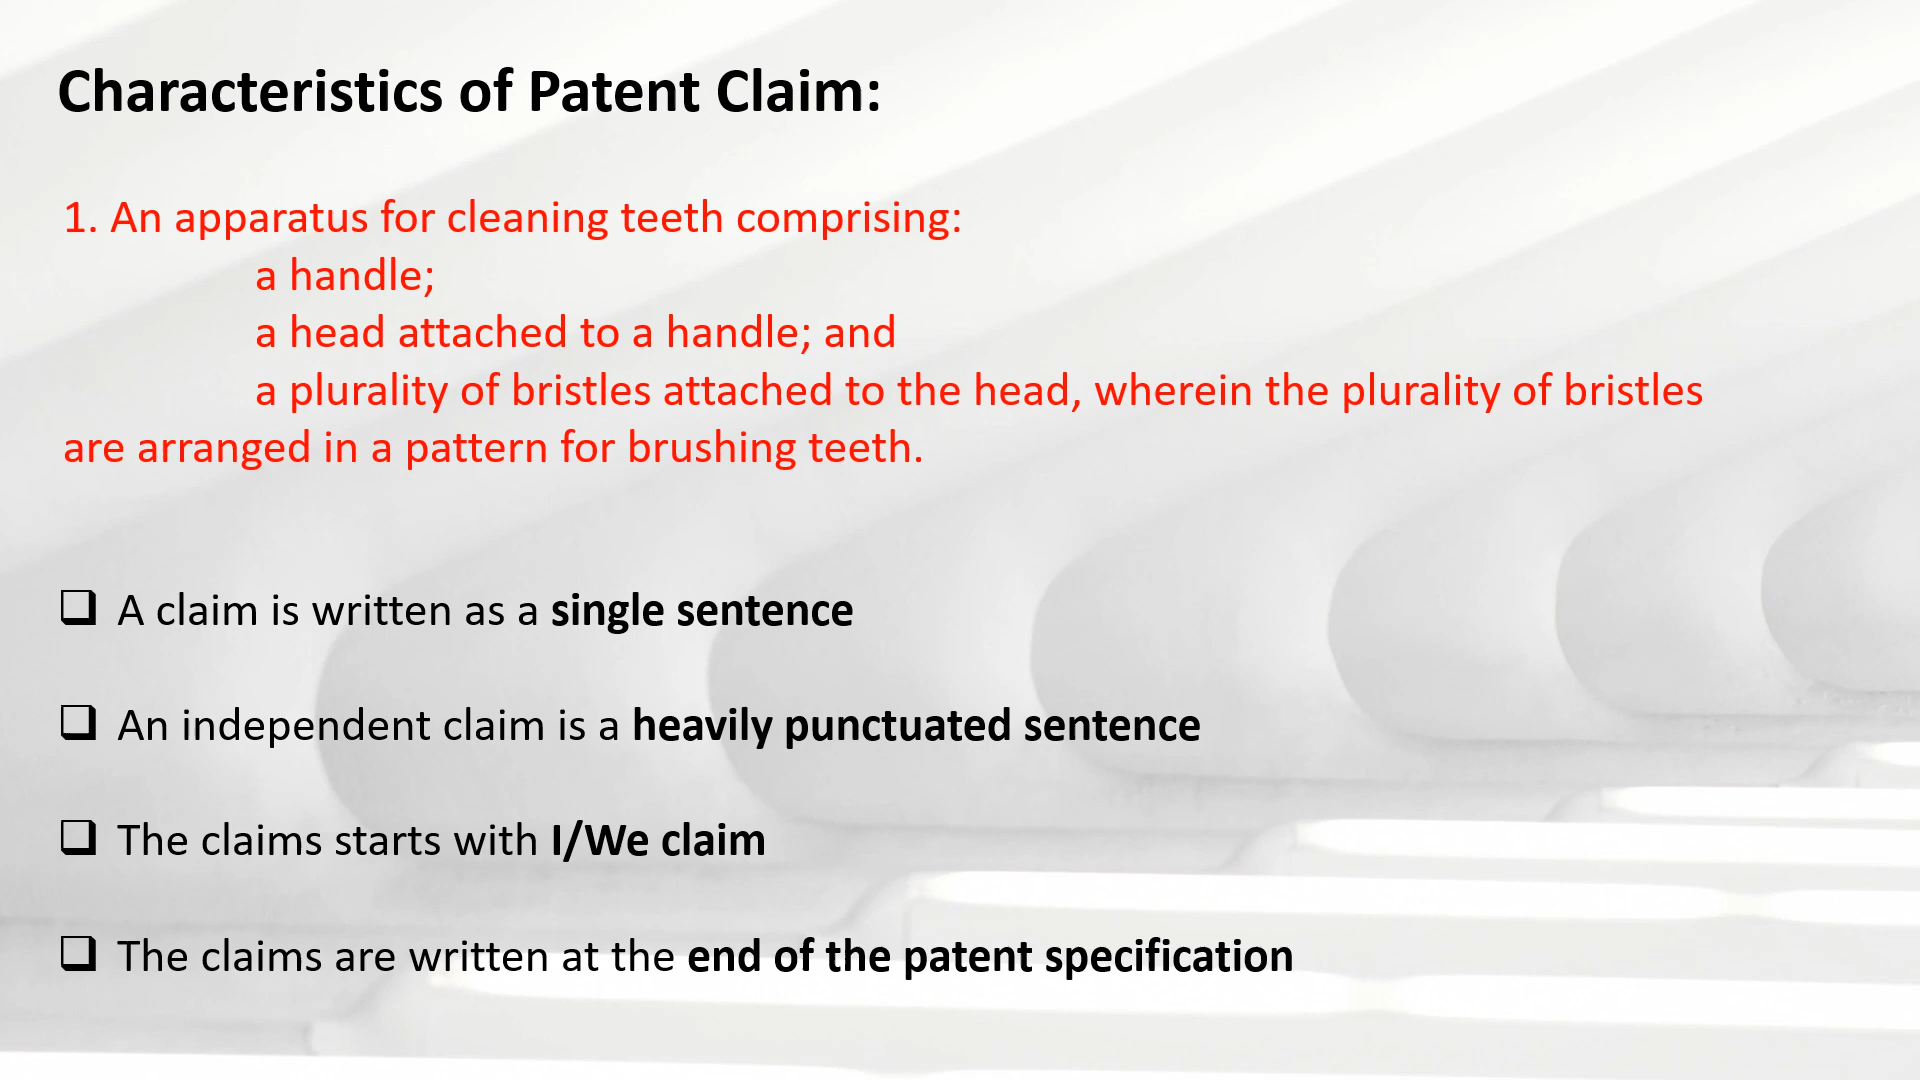 Characteristics of Patent Claim:
1. An apparatus for cleaning teeth comprising:
a handle;
a head attached to a handle; and
a plurality of bristles attached to the head, wherein the plurality of bristles
are arranged in a pattern for brushing teeth.
❑ A claim is written as a single sentence
❑ An independent claim is a heavily punctuated sentence
❑ The claims starts with I/We claim
❑ The claims are written at the end of the patent specification